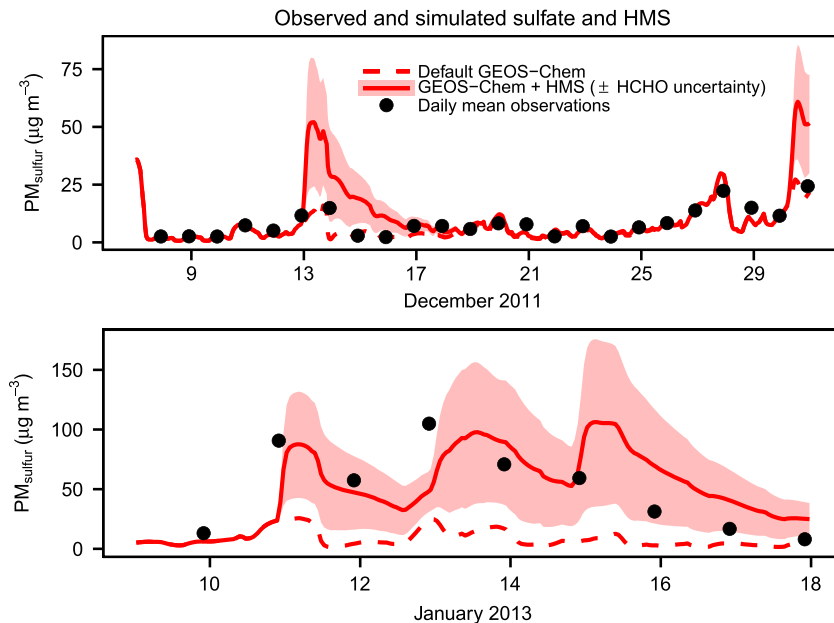 Observed and simulated sulfate and HMS
Default GEOS−Chem
GEOS−Chem + HMS (± HCHO uncertainty)
Daily mean observations
PMsulfur (μg m−3)
75
50
25
0
9 13 17 21 25 29
December 2011
PMsulfur (μg m−3)
150
100
50
0
10 12 14 16 18
January 2013